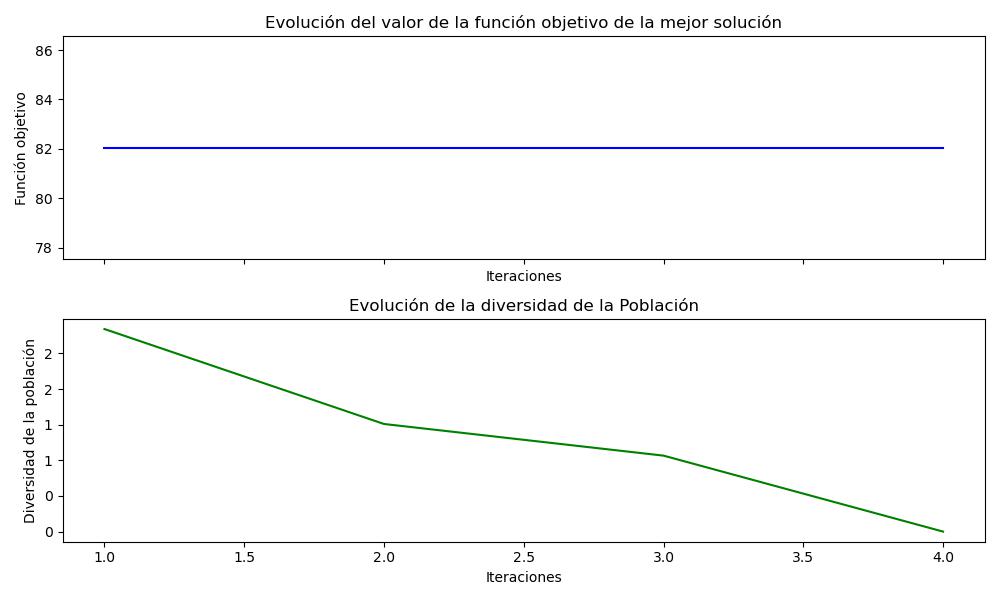 Evolución del valor de la función objetivo de la mejor solución
Función objetivo
86
84
82
80
78
Iteraciones
Evolución de la diversidad de la Población
Diversidad de la población
2
2
1
1
0
0
1.0 1.5 2.0 2.5 3.0 3.5 4.0
Iteraciones